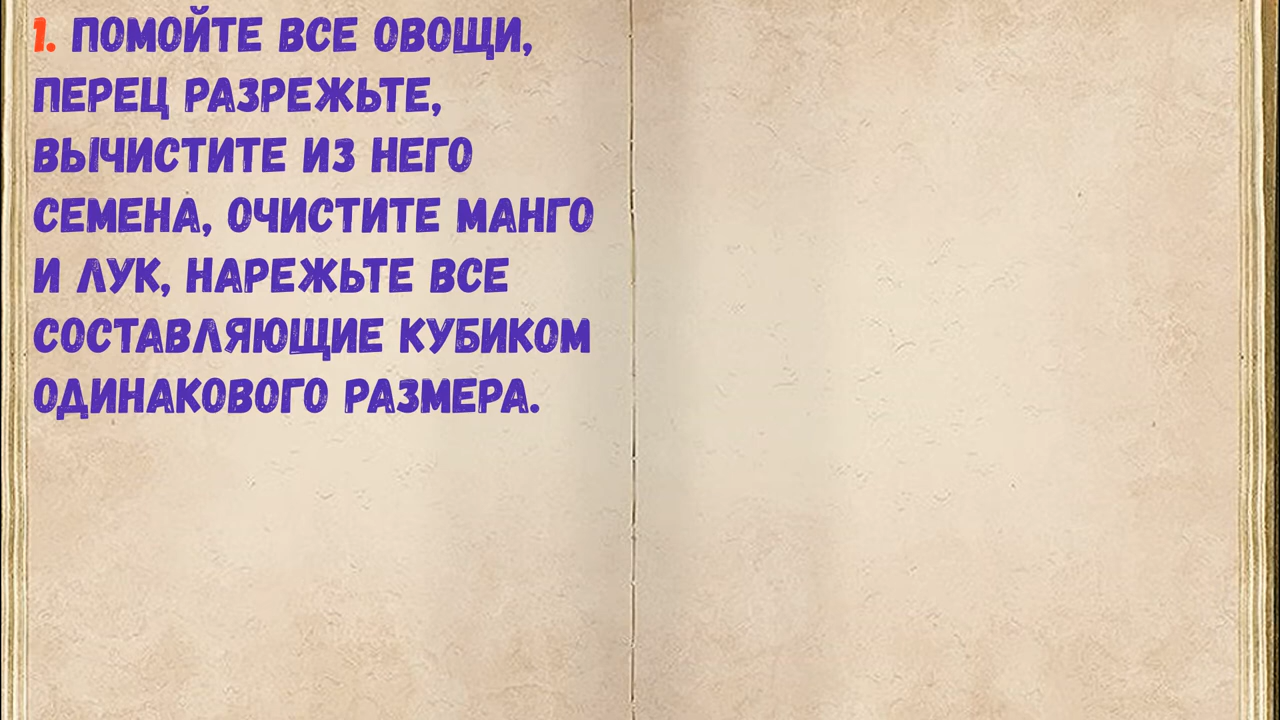 1. ПОМОЙТЕ ВСЕ ОВОЩИ,
ПЕРЕЦ РАЗРЕЖЬТЕ,
ВЫЧИСТИТЕ ИЗ НЕГО
СЕМЕНА, ОЧИСТИТЕ МАНГО
И ЛУК, НАРЕЖЬТЕ ВСЕ
СОСТАВЛЯЮЩИЕ КУБИКОМ
ОДИНАКОВОГО РАЗМЕРА.